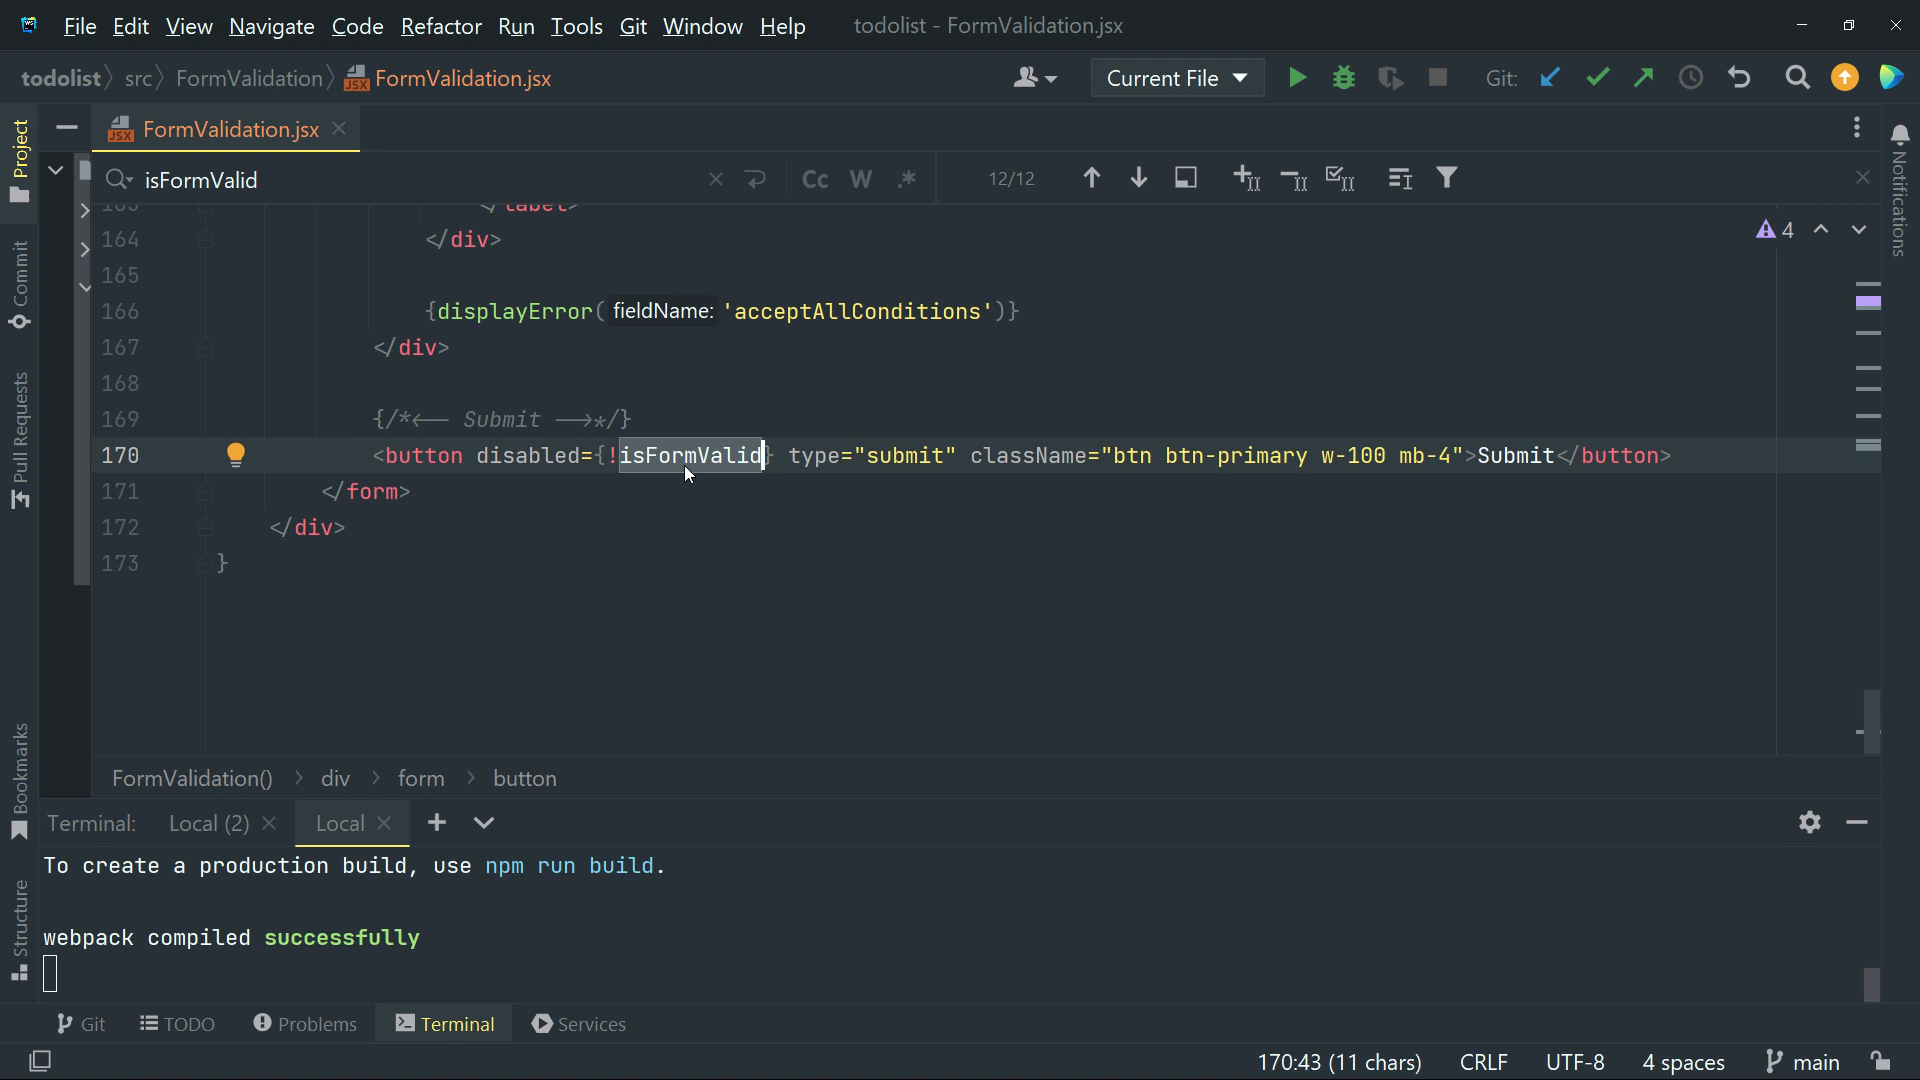 File Edit View Navigate Code Refactor Run Tools Git Window Help todolist - FormValidation.jsx
todolist src FormValidation FormValidation.jsx Current File Git:
FormValidation.jsx
isFormValid Cc W .* 12/12
164 </div>
165
166 {displayError( fieldName: 'acceptAllConditions')}
167 </div>
168
169 {/*<-- Submit -->*/}
170 <button disabled={!isFormValid} type="submit" className="btn btn-primary w-100 mb-4">Submit</button>
171 </form>
172 </div>
173 }
4
Project
Commit
Pull Requests
Bookmarks
Structure
Notifications
FormValidation() div form button
Terminal: Local (2) Local
To create a production build, use npm run build.
webpack compiled successfully
Git TODO Problems Terminal Services
170:43 (11 chars) CRLF UTF-8 4 spaces main